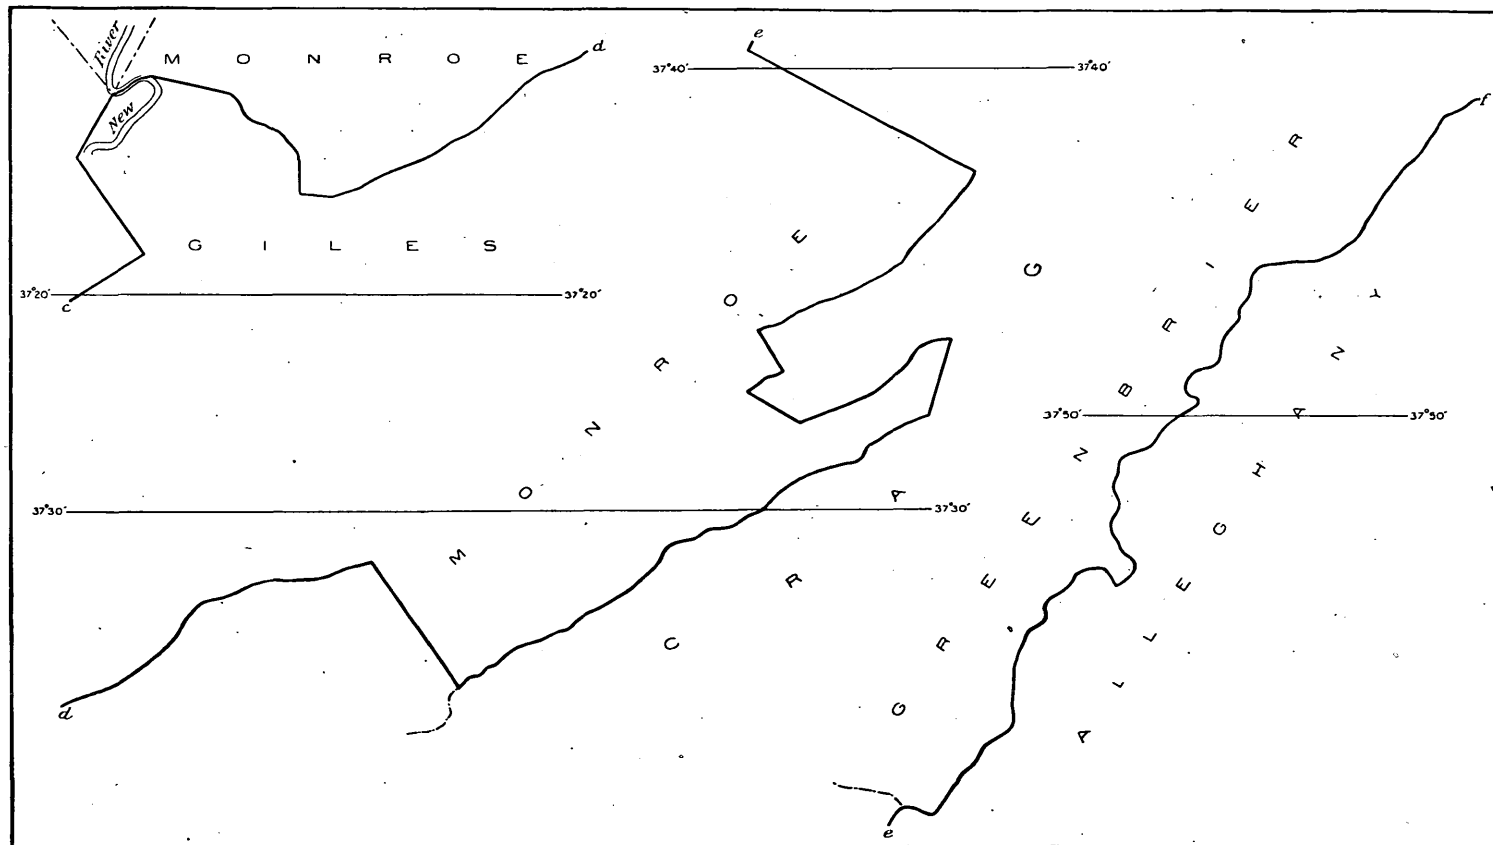 River
New
M O N R O E
d
G I L E S
37°20' 37°20'
c
e
37°40' 37°40'
M O N R O E
37°30' 37°30'
C R A G
d
f
G R E E N B R I E R
37°50' 37°50'
A L L E G H A N Y
e